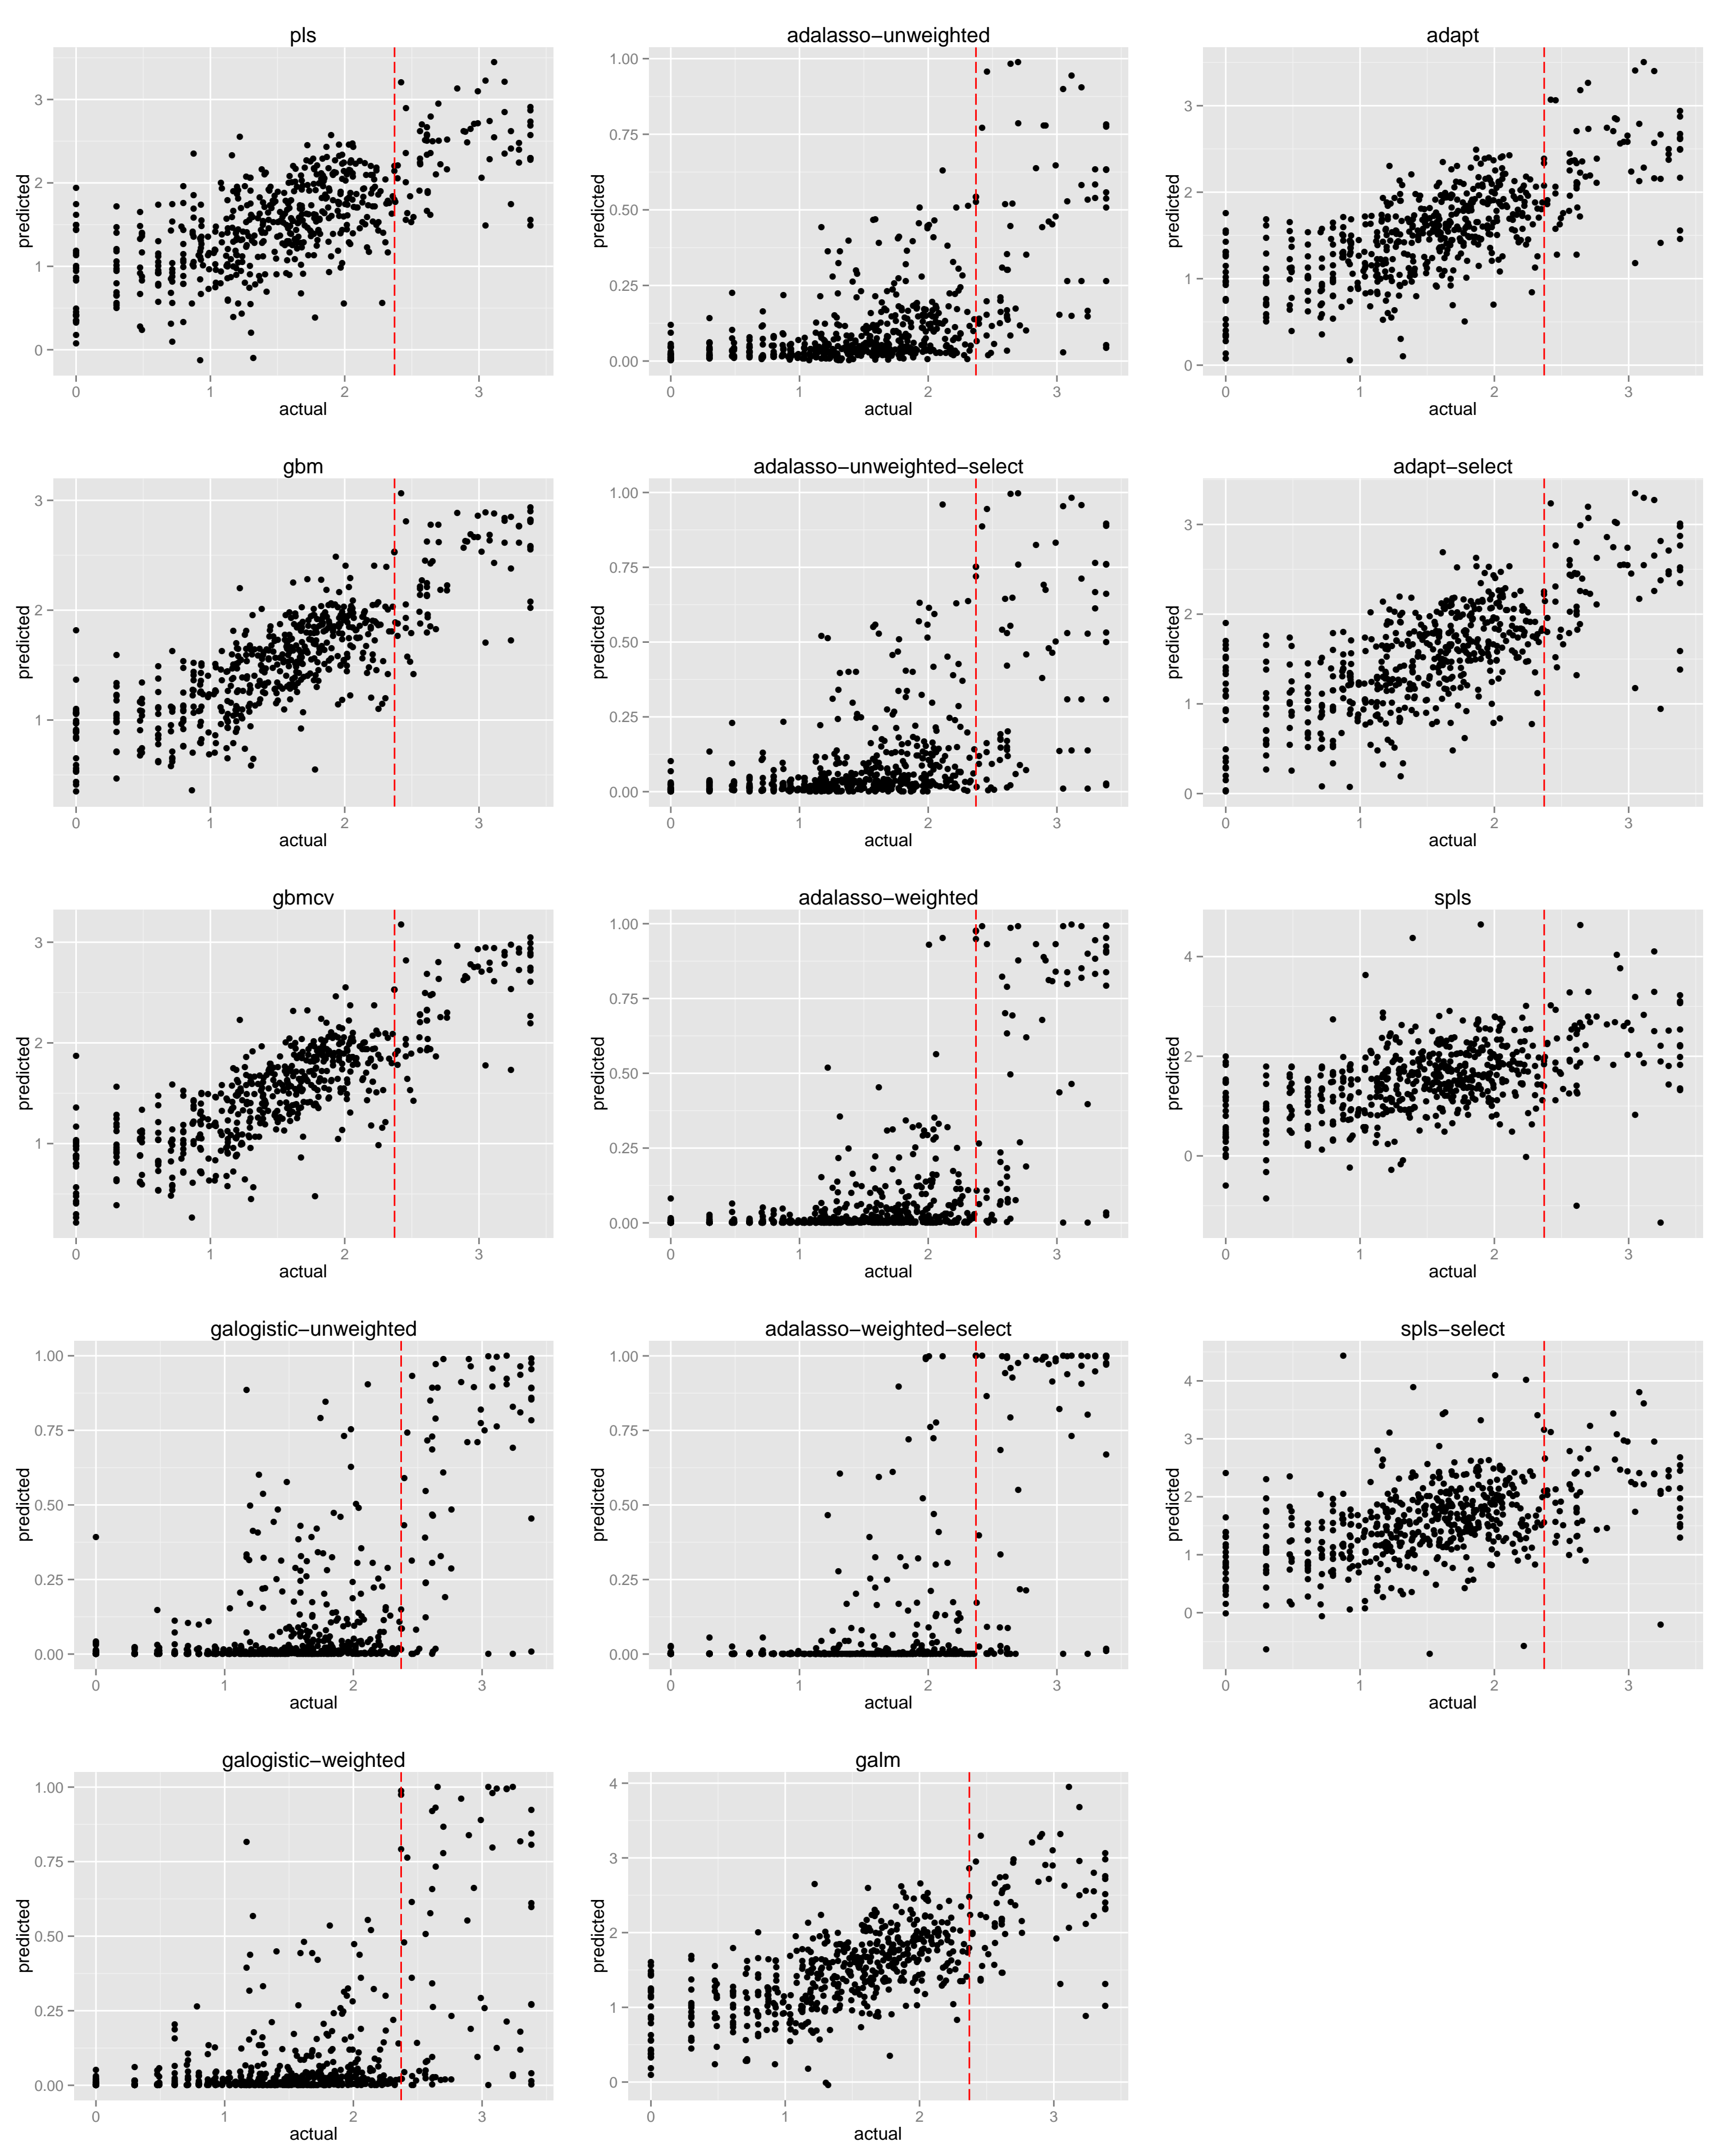 pls
predicted
3
2
1
0
0 1 2 3
actual
adalasso−unweighted
predicted
1.00
0.75
0.50
0.25
0.00
0 1 2 3
actual
adapt
predicted
3
2
1
0
0 1 2 3
actual
gbm
predicted
3
2
1
0 1 2 3
actual
adalasso−unweighted−select
predicted
1.00
0.75
0.50
0.25
0.00
0 1 2 3
actual
adapt−select
predicted
3
2
1
0
0 1 2 3
actual
gbmcv
predicted
3
2
1
0 1 2 3
actual
adalasso−weighted
predicted
1.00
0.75
0.50
0.25
0.00
0 1 2 3
actual
spls
predicted
4
2
0
0 1 2 3
actual
galogistic−unweighted
predicted
1.00
0.75
0.50
0.25
0.00
0 1 2 3
actual
adalasso−weighted−select
predicted
1.00
0.75
0.50
0.25
0.00
0 1 2 3
actual
spls−select
predicted
4
3
2
1
0
0 1 2 3
actual
galogistic−weighted
predicted
1.00
0.75
0.50
0.25
0.00
0 1 2 3
actual
galm
predicted
4
3
2
1
0
0 1 2 3
actual